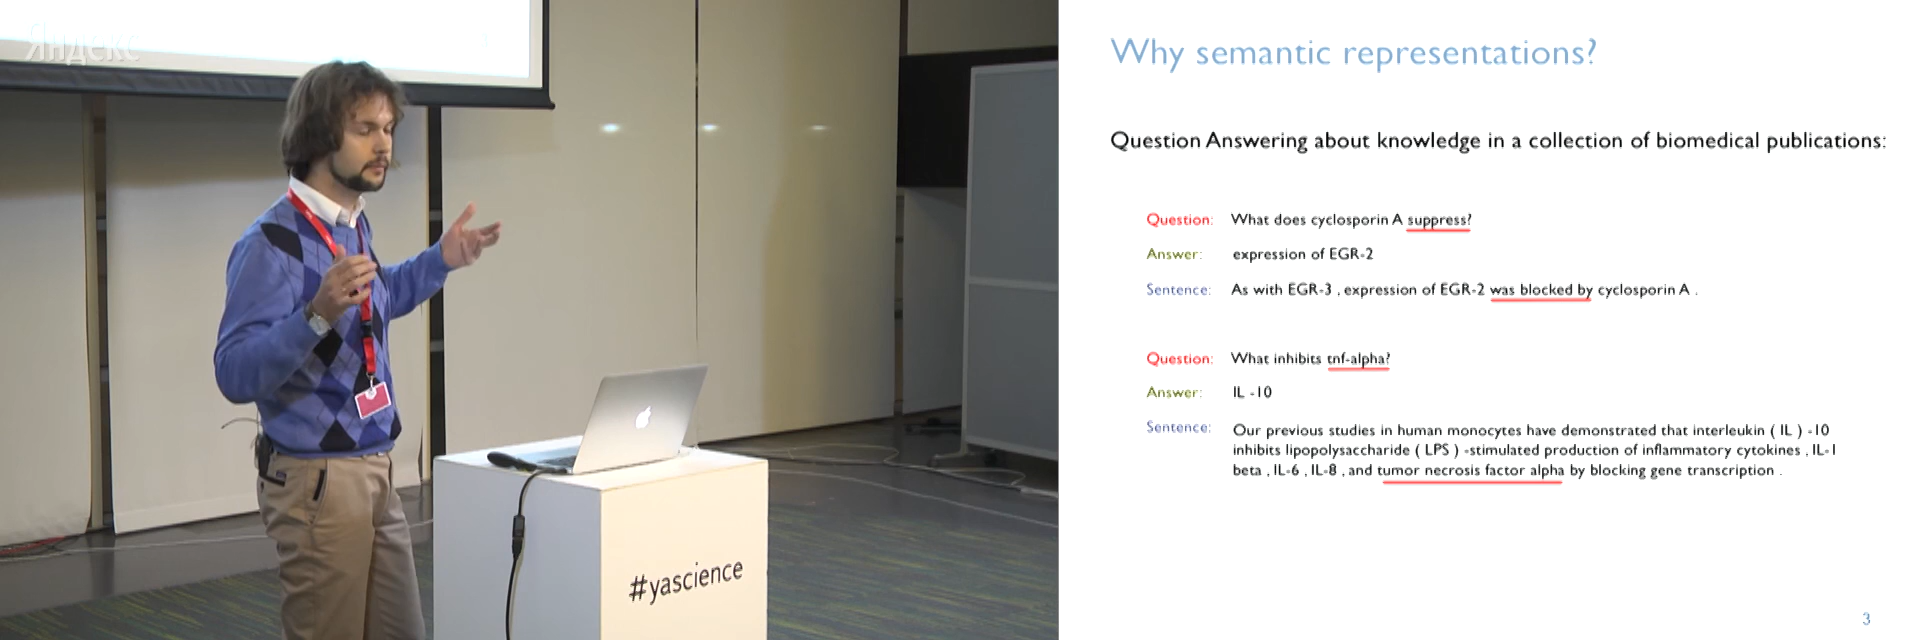 Яндекс
#yascience
Why semantic representations?
Question Answering about knowledge in a collection of biomedical publications:
Question: What does cyclosporin A suppress?
Answer: expression of EGR-2
Sentence: As with EGR-3 , expression of EGR-2 was blocked by cyclosporin A .
Question: What inhibits tnf-alpha?
Answer: IL -10
Sentence: Our previous studies in human monocytes have demonstrated that interleukin ( IL ) -10
inhibits lipopolysaccharide ( LPS ) -stimulated production of inflammatory cytokines , IL-1
beta , IL-6 , IL-8 , and tumor necrosis factor alpha by blocking gene transcription .
3